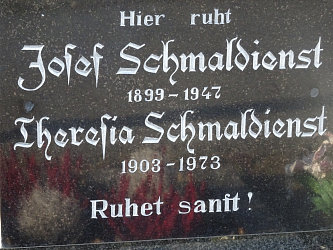 Hier ruht
Josef Schmaldienst
1899-1947
Theresia Schmaldienst
1903-1973
Ruhet sanft!